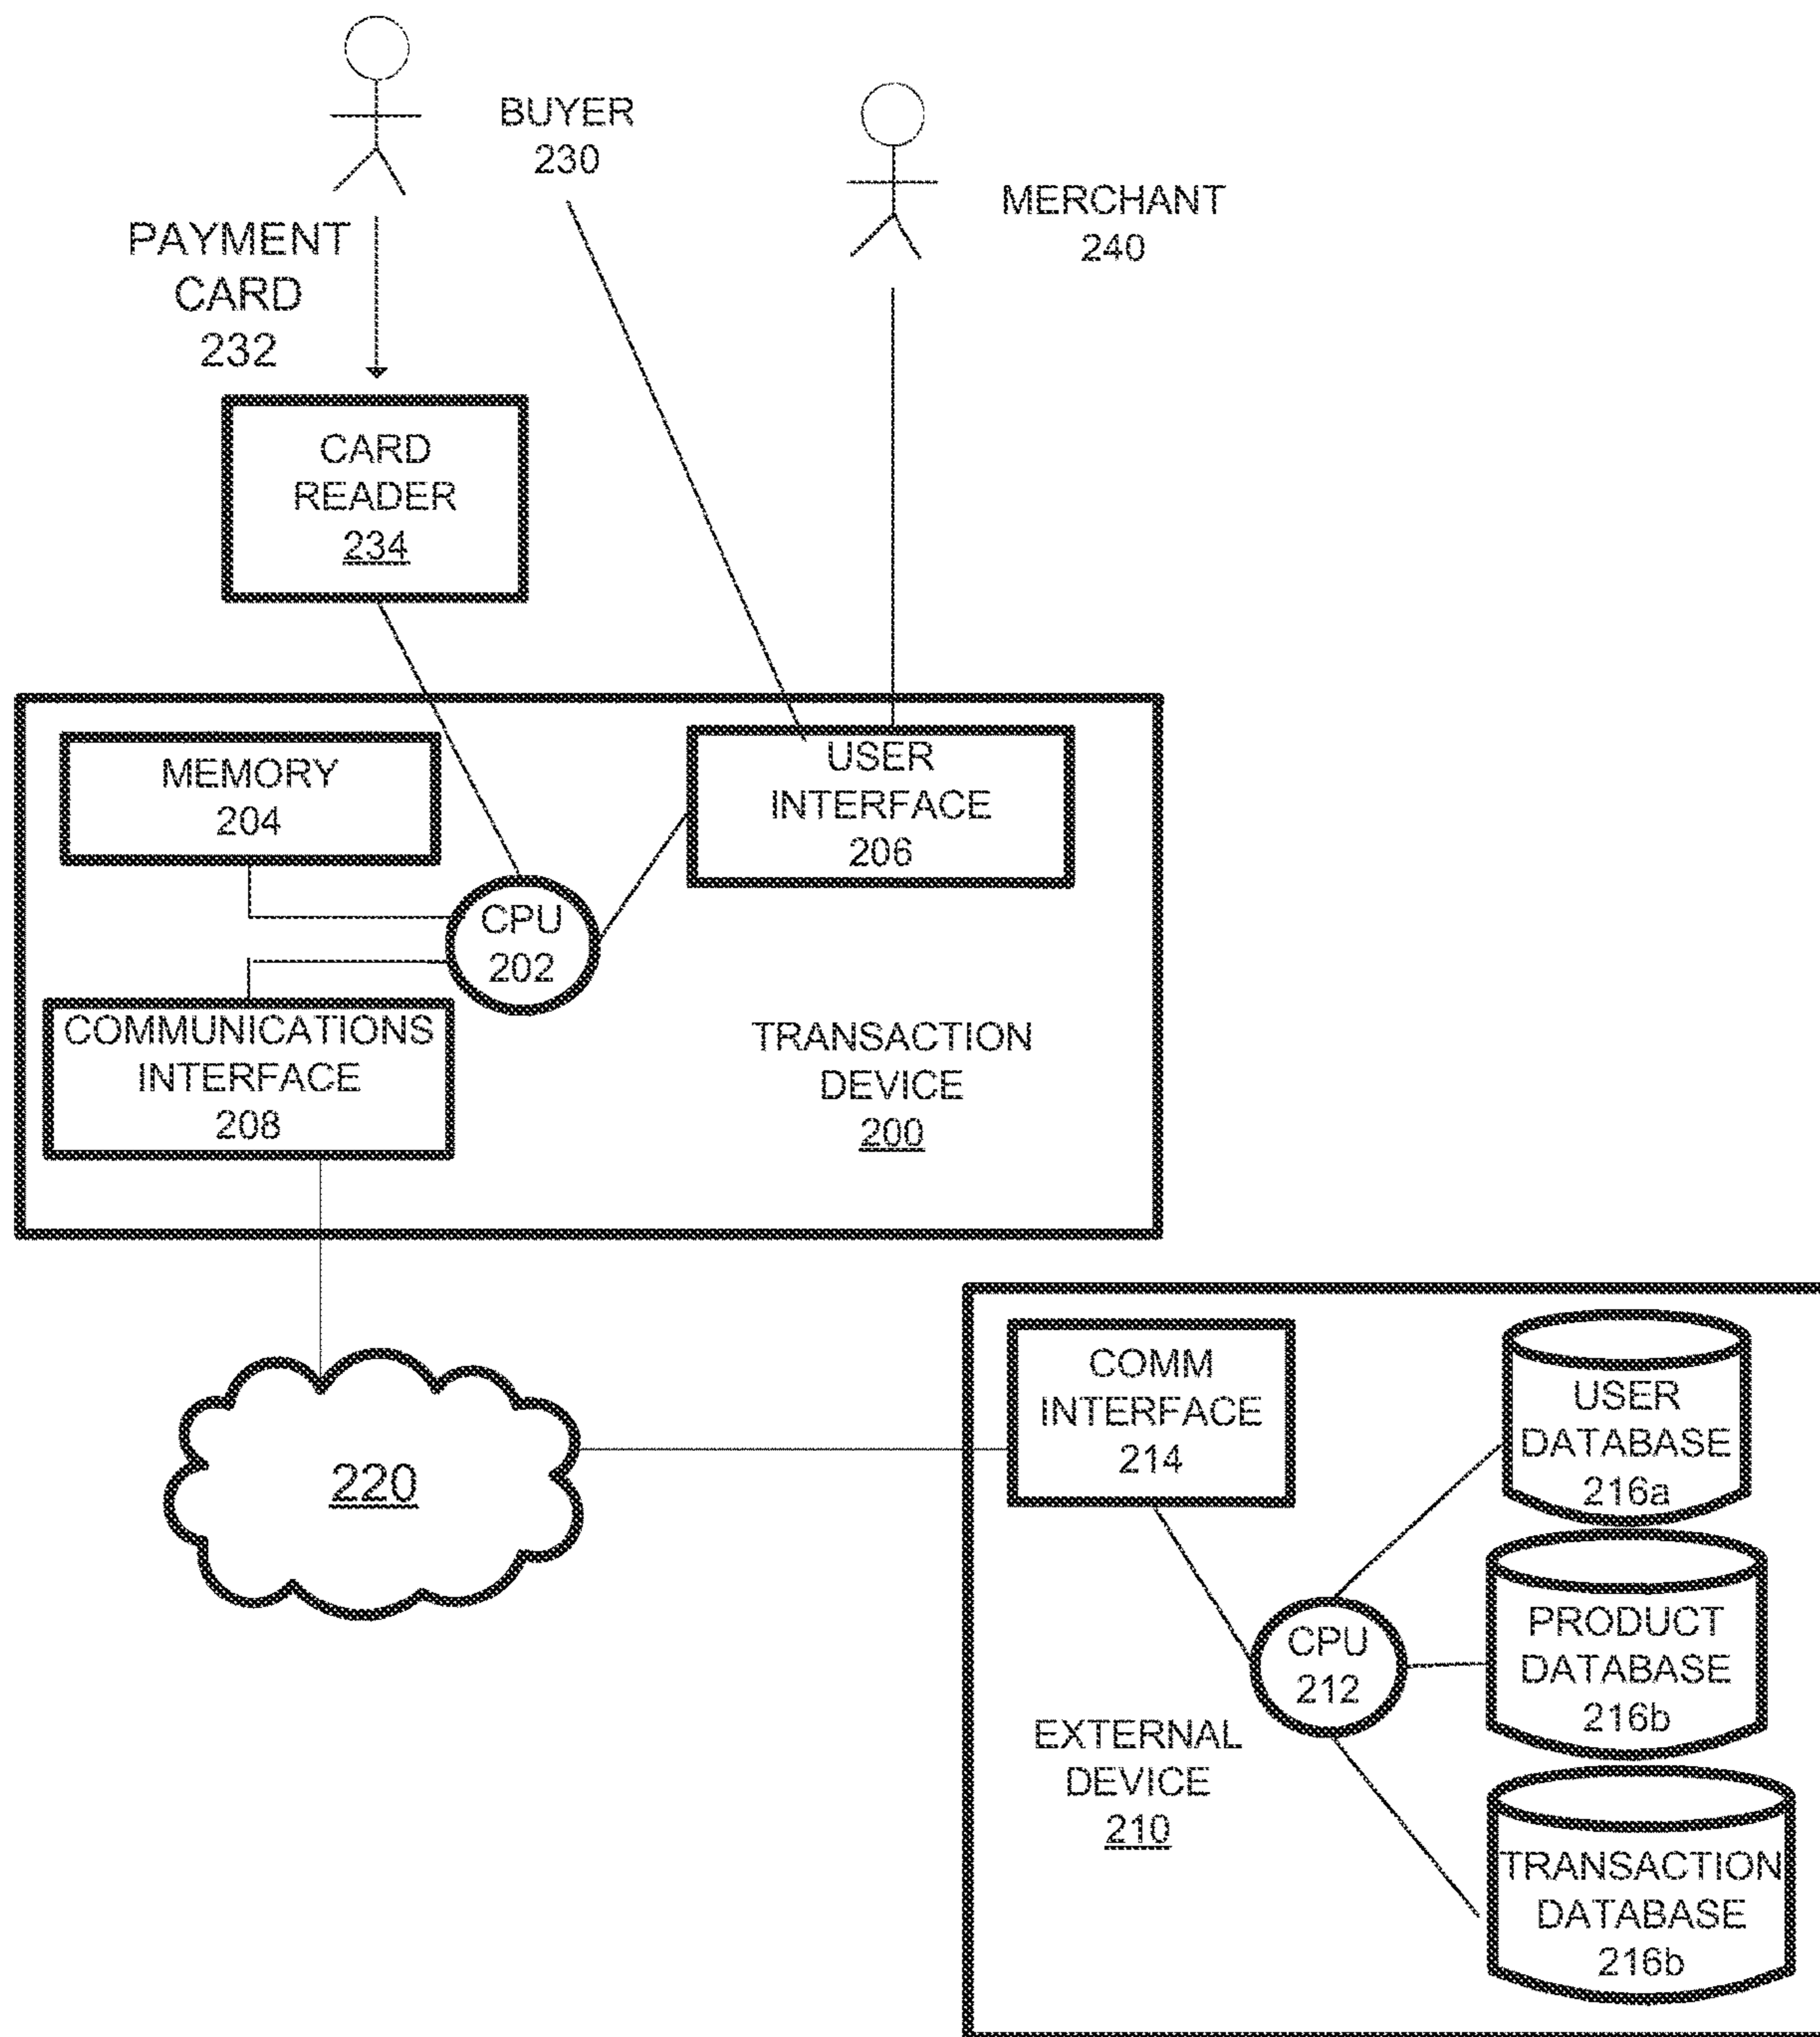 BUYER
230
MERCHANT
240
PAYMENT
CARD
232
CARD
READER
234
MEMORY
204
USER
INTERFACE
206
CPU
202
COMMUNICATIONS
INTERFACE
208
TRANSACTION
DEVICE
200
220
COMM
INTERFACE
214
USER
DATABASE
216a
CPU
212
PRODUCT
DATABASE
216b
EXTERNAL
DEVICE
210
TRANSACTION
DATABASE
216b